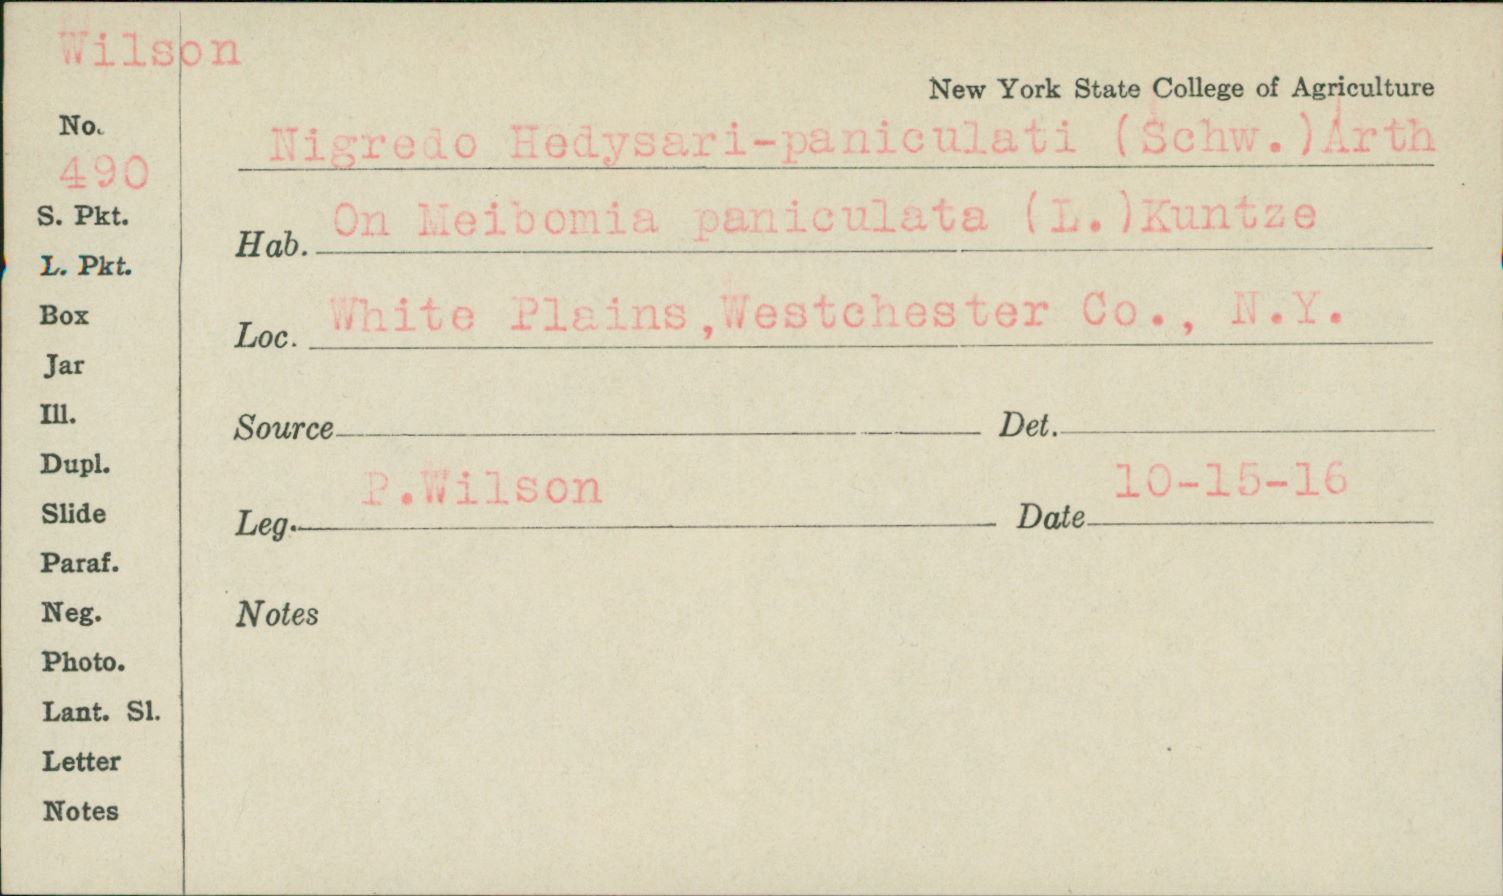 Wilson
New York State College of Agriculture
No.
490
Nigredo Hedysari-paniculati (Schw.)Arth
S. Pkt.
Hab. On Meibomia paniculata (L.)Kuntze
L. Pkt.
Box
Loc. White Plains,Westchester Co., N.Y.
Jar
Ill.
Source Det.
Dupl.
Leg. P.Wilson Date 10-15-16
Slide
Paraf.
Neg.
Notes
Photo.
Lant. Sl.
Letter
Notes